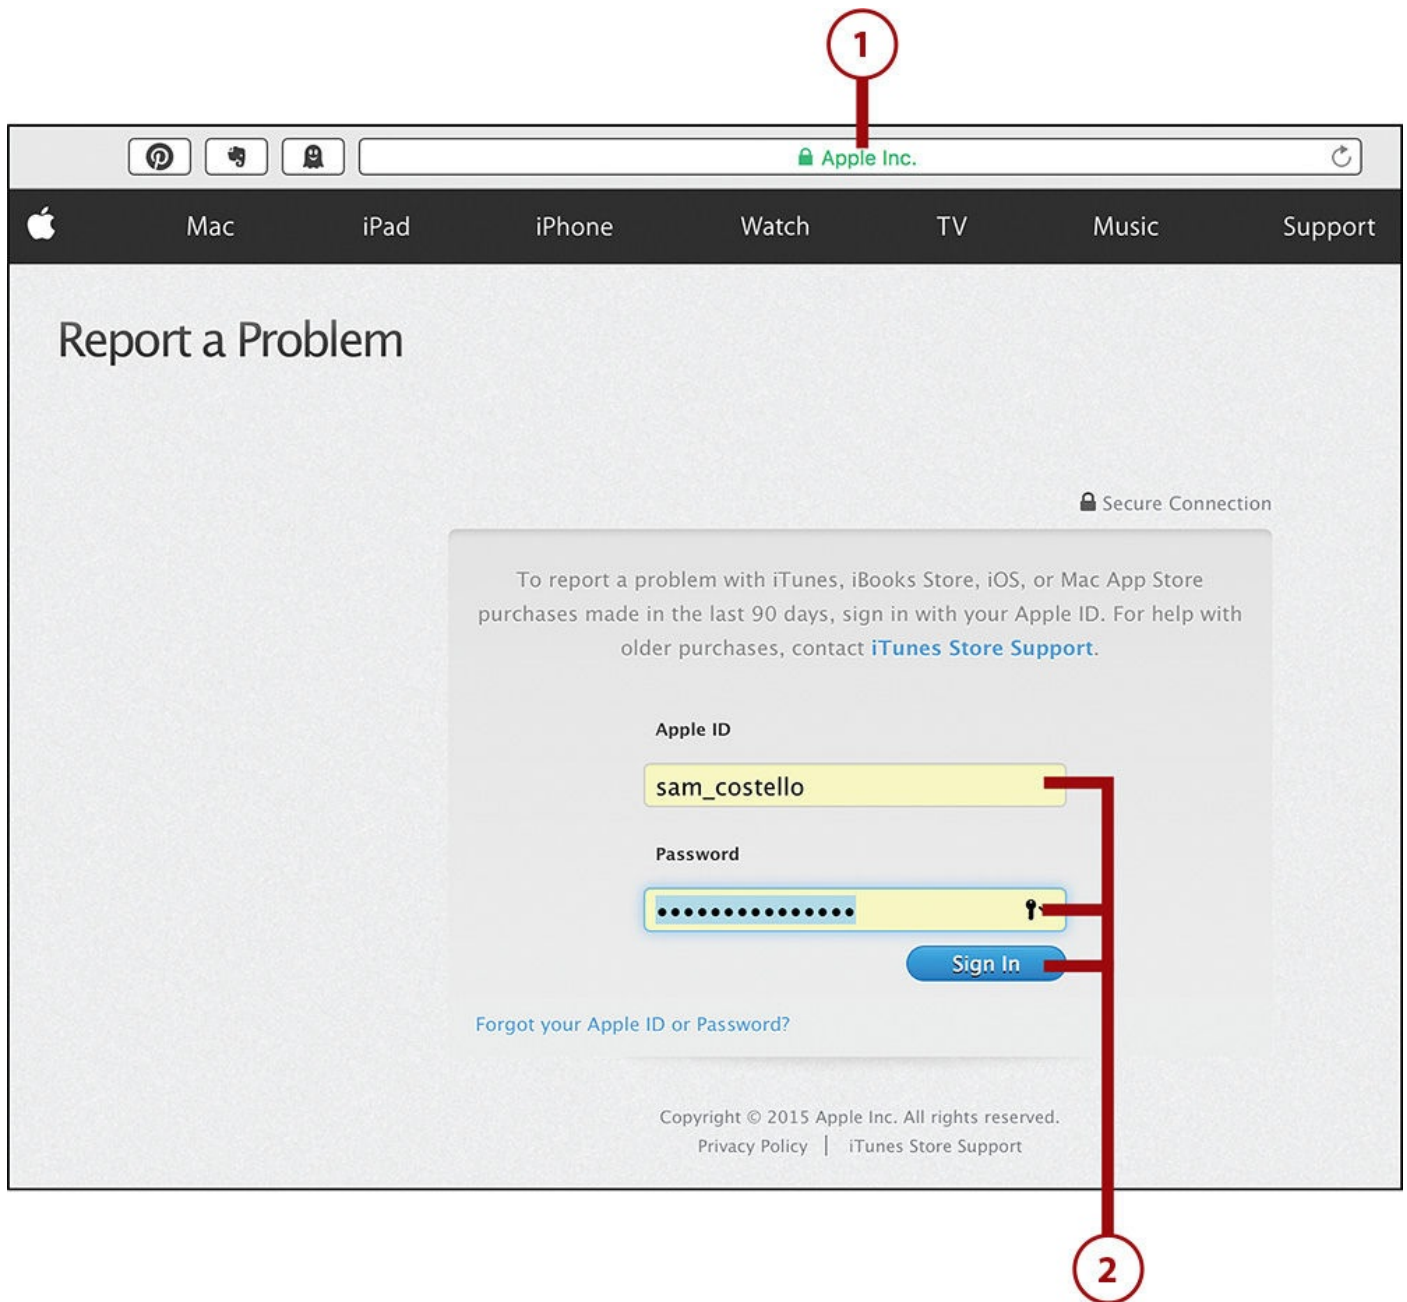 1
Apple Inc.
Mac iPad iPhone Watch TV Music Support
Report a Problem
Secure Connection
To report a problem with iTunes, iBooks Store, iOS, or Mac App Store
purchases made in the last 90 days, sign in with your Apple ID. For help with
older purchases, contact iTunes Store Support.
Apple ID
sam_costello
Password
•••••••••••••••
Sign In
Forgot your Apple ID or Password?
Copyright © 2015 Apple Inc. All rights reserved.
Privacy Policy | iTunes Store Support
2